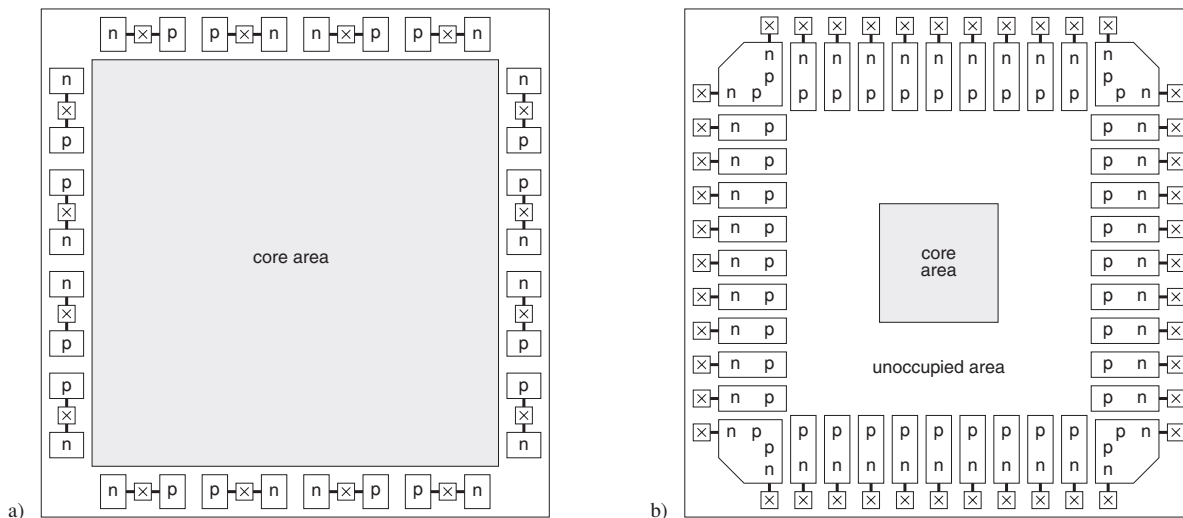 n p p n n p p n
n n
p p
p p
n n
core area
n n
p p
p p
n n
n p p n n p p n
a)
n n n n n n n n n n n
p p p p p p p p p p p
n p p n
n p p n
n p p n
n p p n
n p p n
n p p n
core
area
n p p n
n p p n
n p p n
unoccupied area
n p p n
n p p n
n p p p p p p p p p p p n
p p
n n n n n n n n n n n
b)